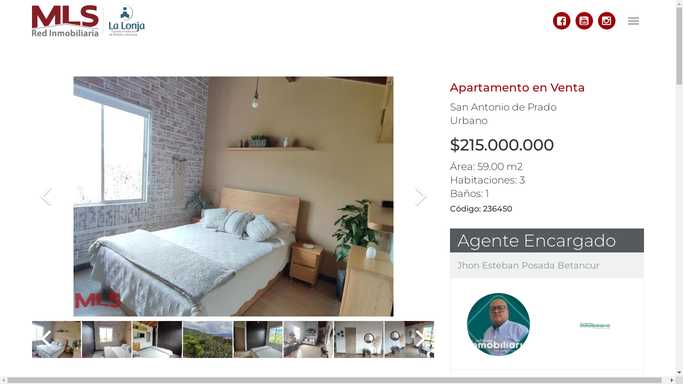 MLS
Red Inmobiliaria
La Lonja
Apartamento en Venta
San Antonio de Prado
Urbano
$215.000.000
Área: 59.00 m2
Habitaciones: 3
Baños: 1
Código: 236450
Agente Encargado
Jhon Esteban Posada Betancur
MLS